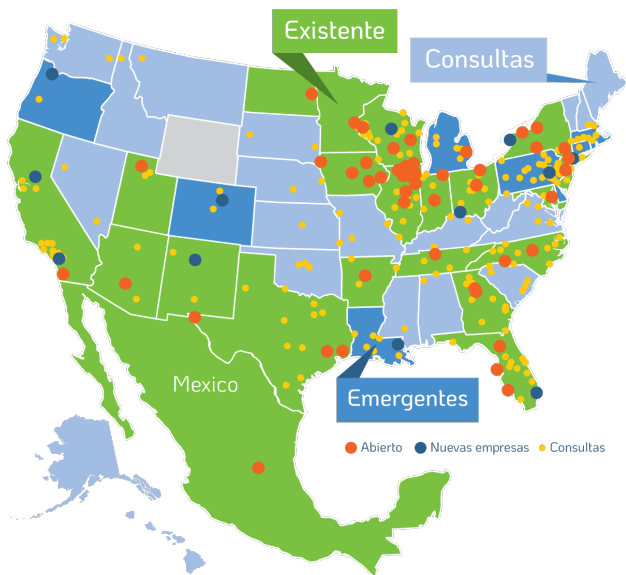 Existente
Consultas
Mexico
Emergentes
Abierto
Nuevas empresas
Consultas